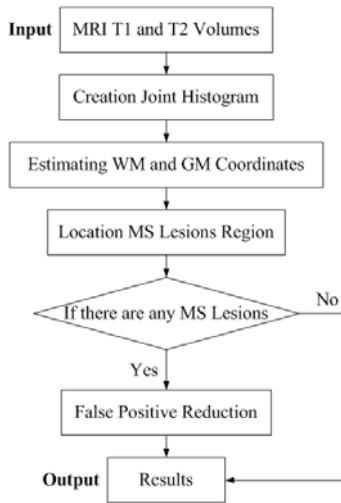 Input
MRI T1 and T2 Volumes
Creation Joint Histogram
Estimating WM and GM Coordinates
Location MS Lesions Region
If there are any MS Lesions
No
Yes
False Positive Reduction
Output
Results